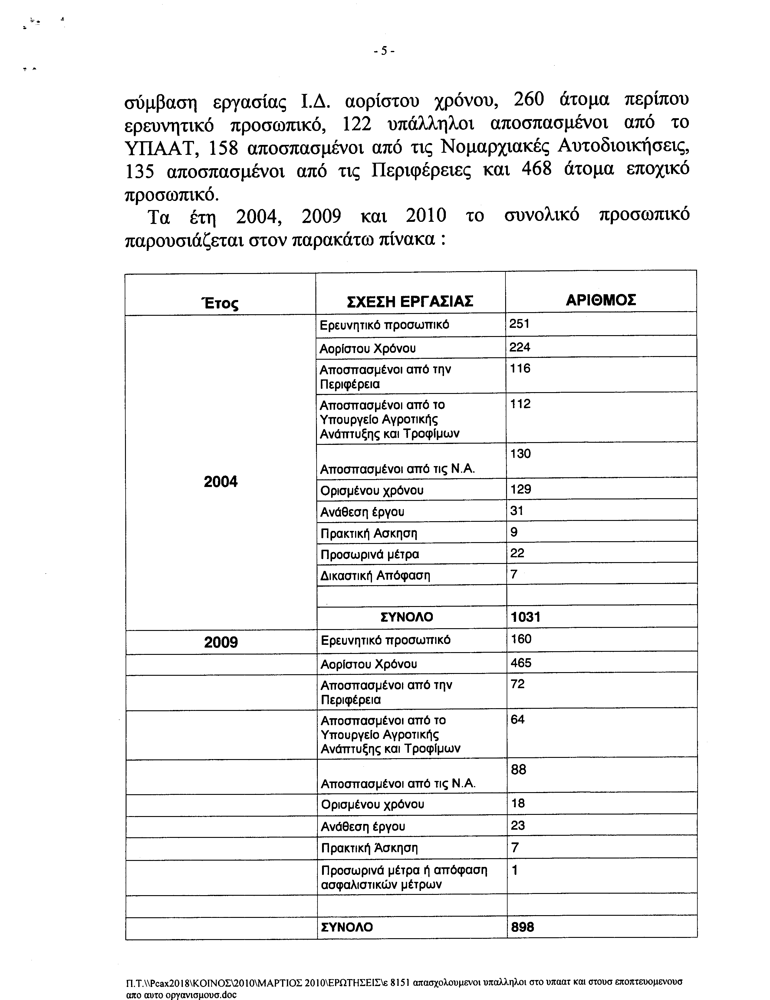 - 5 -
σύμβαση εργασίας Ι.Δ. αορίστου χρόνου, 260 άτομα περίπου
ερευνητικό προσωπικό, 122 υπάλληλοι αποσπασμένοι από το
ΥΠΑΑΤ, 158 αποσπασμένοι από τις Νομαρχιακές Αυτοδιοικήσεις,
135 αποσπασμένοι από τις Περιφέρειες και 468 άτομα εποχικό
προσωπικό.
Τα έτη 2004, 2009 και 2010 το συνολικό προσωπικό
παρουσιάζεται στον παρακάτω πίνακα :
Έτος ΣΧΕΣΗ ΕΡΓΑΣΙΑΣ ΑΡΙΘΜΟΣ
Ερευνητικό προσωπικό 251
Αορίστου Χρόνου 224
Αποσπασμένοι από την 116
Περιφέρεια
Αποσπασμένοι από το 112
Υπουργείο Αγροτικής
Ανάπτυξης και Τροφίμων
130
Αποσπασμένοι από τις Ν.Α.
2004
Ορισμένου χρόνου 129
Ανάθεση έργου 31
Πρακτική Ασκηση 9
Προσωρινά μέτρα 22
Δικαστική Απόφαση 7
ΣΥΝΟΛΟ 1031
2009 Ερευνητικό προσωπικό 160
Αορίστου Χρόνου 465
Αποσπασμένοι από την 72
Περιφέρεια
Αποσπασμένοι από το 64
Υπουργείο Αγροτικής
Ανάπτυξης και Τροφίμων
88
Αποσπασμένοι από τις Ν.Α.
Ορισμένου χρόνου 18
Ανάθεση έργου 23
Πρακτική Άσκηση 7
Προσωρινά μέτρα ή απόφαση 1
ασφαλιστικών μέτρων
ΣΥΝΟΛΟ 898
Π.Τ.\\Pcax2018\ΚΟΙΝΟΣ\2010\ΜΑΡΤΙΟΣ 2010\ΕΡΩΤΗΣΕΙΣ\ε 8151 απασχολουμενοι υπαλληλοι στο υπαατ και στουσ εποπτευομενουσ
απο αυτο οργανισμουσ.doc